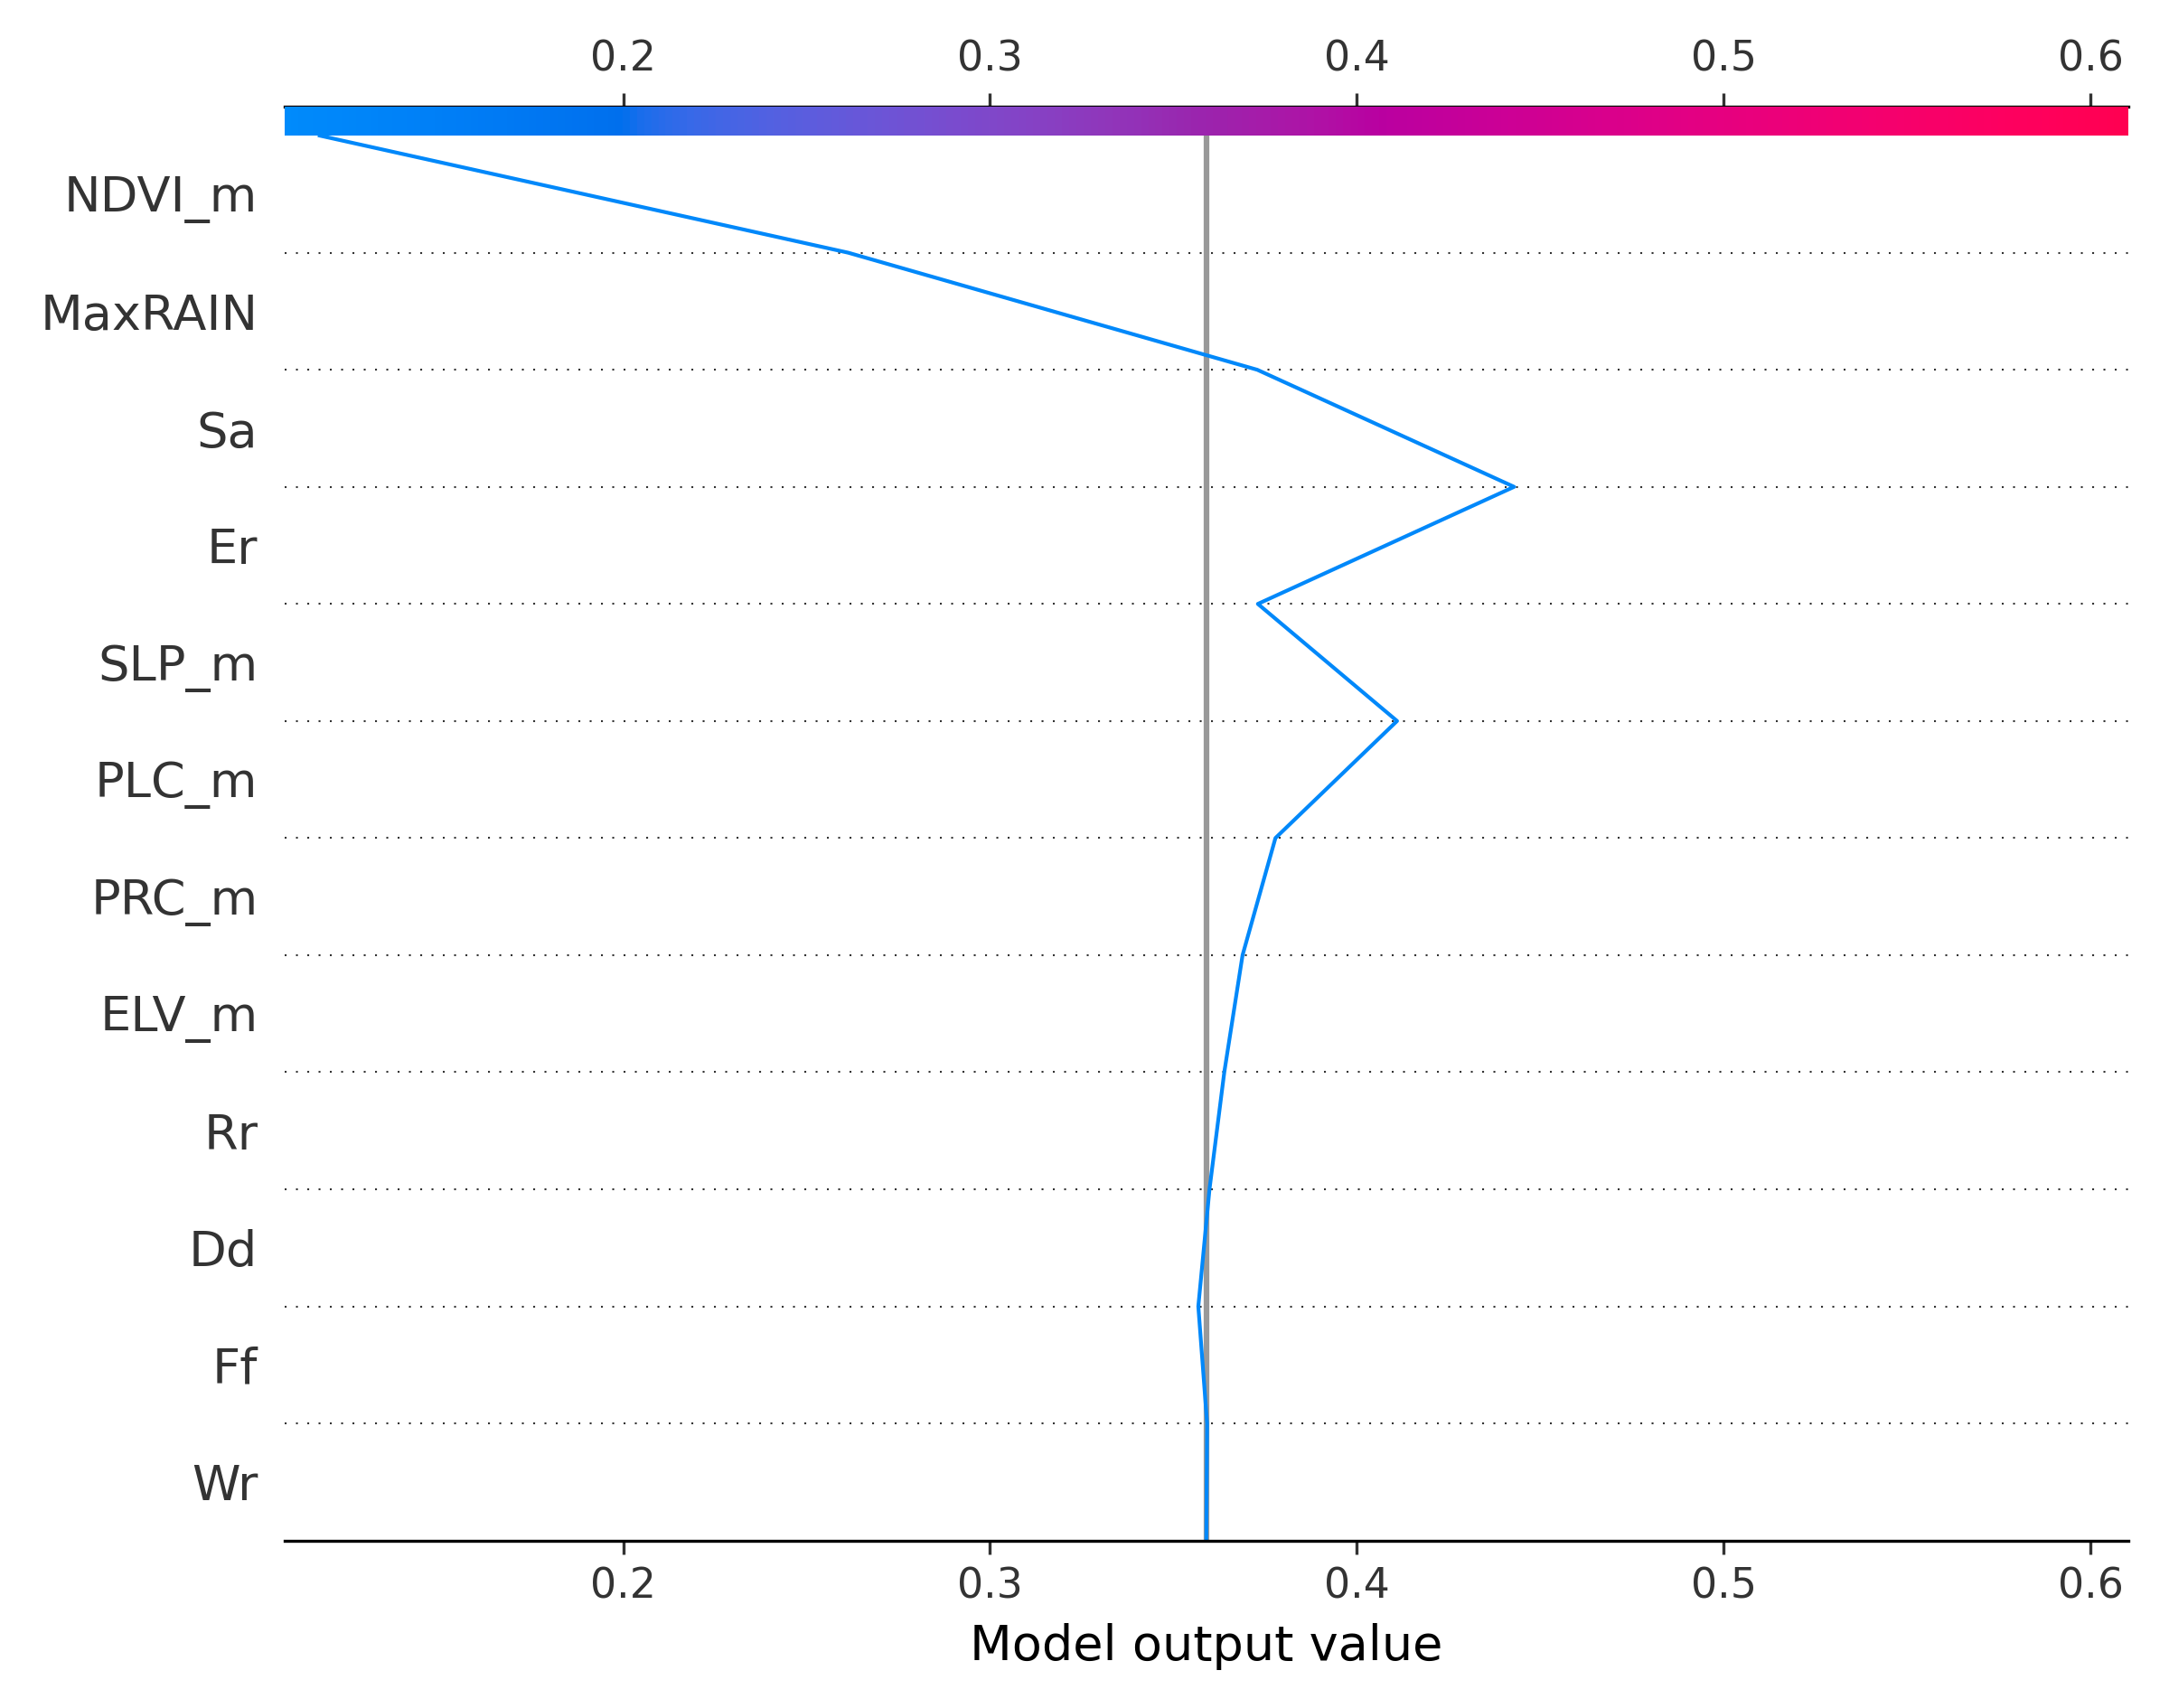 0.2 0.3 0.4 0.5 0.6
NDVI_m
MaxRAIN
Sa
Er
SLP_m
PLC_m
PRC_m
ELV_m
Rr
Dd
Ff
Wr
0.2 0.3 0.4 0.5 0.6
Model output value